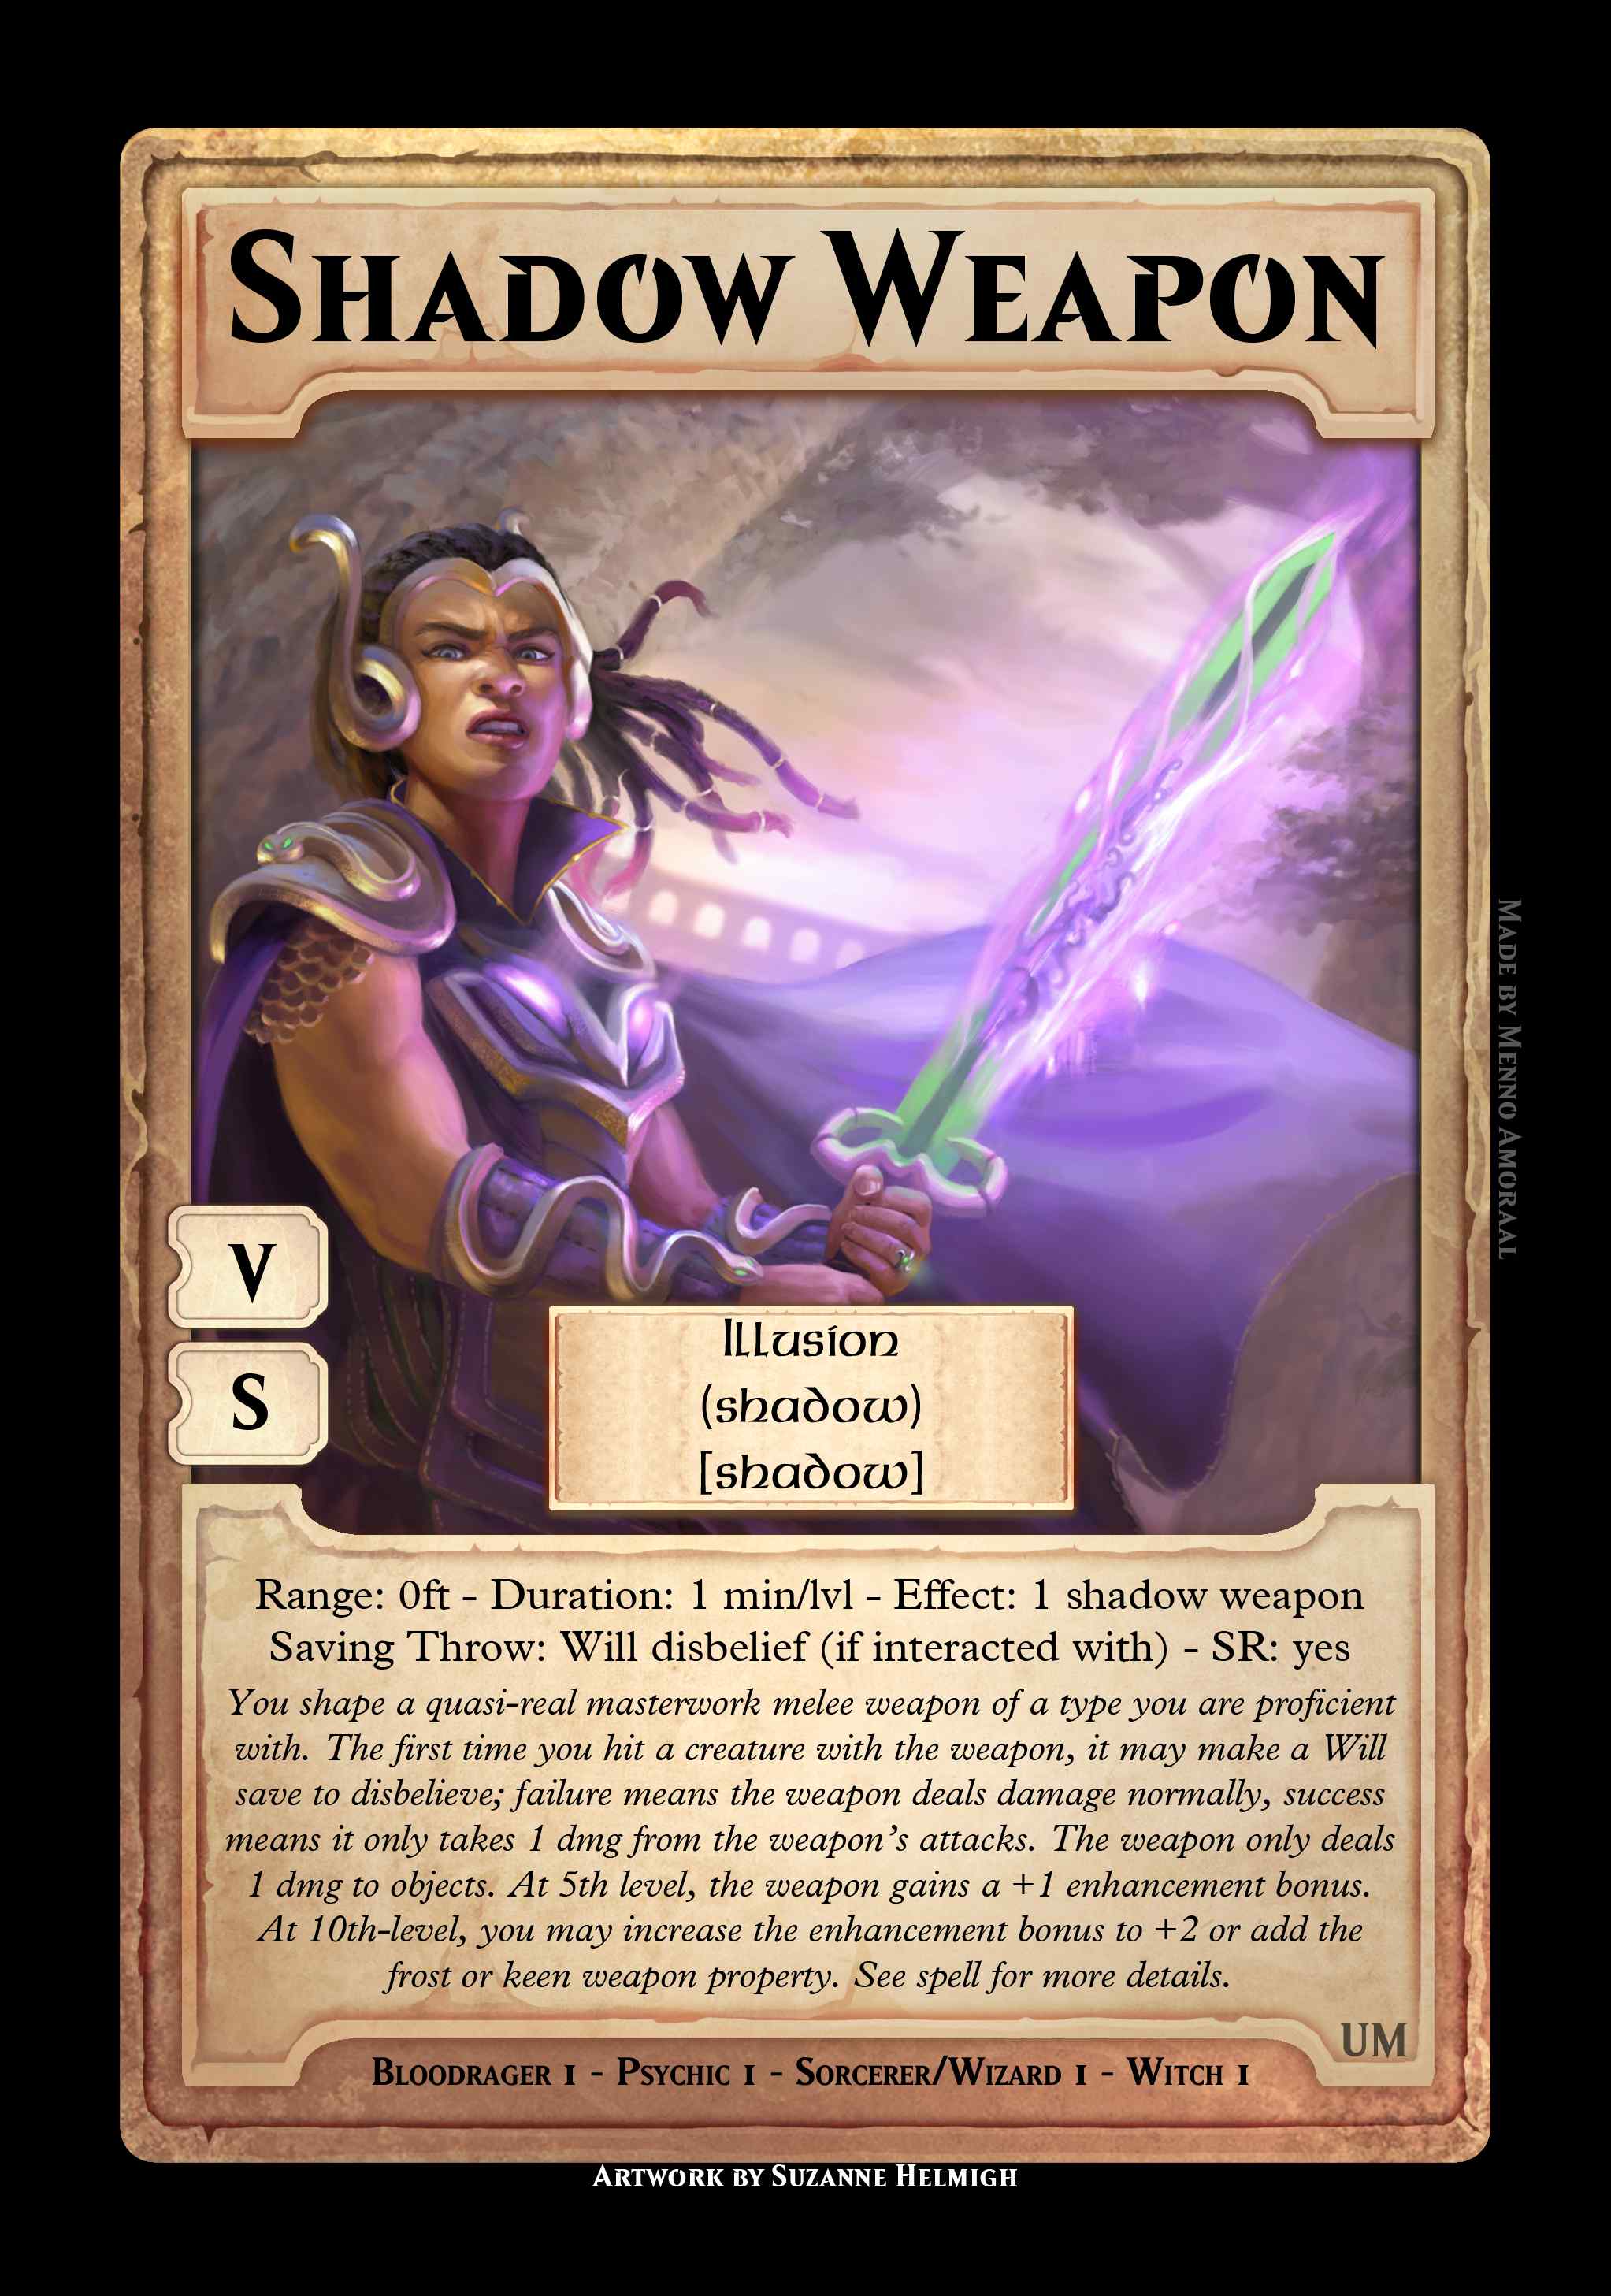 Shadow Weapon
V
S
Illusion
(shadow)
[shadow]
Range: 0ft - Duration: 1 min/lvl - Effect: 1 shadow weapon
Saving Throw: Will disbelief (if interacted with) - SR: yes
You shape a quasi-real masterwork melee weapon of a type you are proficient
with. The first time you hit a creature with the weapon, it may make a Will
save to disbelieve; failure means the weapon deals damage normally, success
means it only takes 1 dmg from the weapon's attacks. The weapon only deals
1 dmg to objects. At 5th level, the weapon gains a +1 enhancement bonus.
At 10th-level, you may increase the enhancement bonus to +2 or add the
frost or keen weapon property. See spell for more details.
UM
Bloodrager 1 - Psychic 1 - Sorcerer/Wizard 1 - Witch 1
Artwork by Suzanne Helmigh
Made by Menno Amoraal